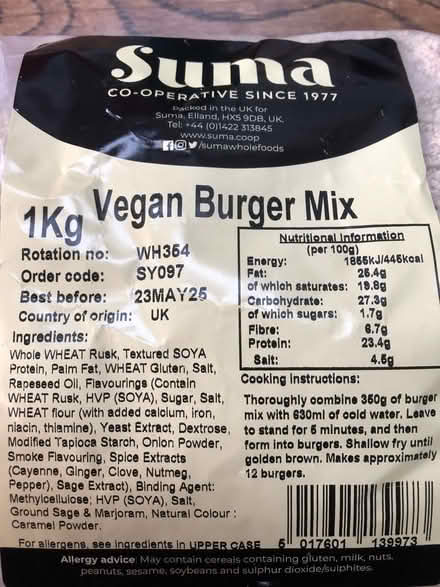 Suma
CO-OPERATIVE SINCE 1977
Packed in the UK for
Suma, Elland, HX5 9DB, UK.
Tel: +44 (0)1422 313845
www.suma.coop
/sumawholefoods
1Kg Vegan Burger Mix
Rotation no: WH354
Order code: SY097
Best before: 23MAY25
Country of origin: UK
Ingredients:
Whole WHEAT Rusk, Textured SOYA
Protein, Palm Fat, WHEAT Gluten, Salt,
Rapeseed Oil, Flavourings (Contain
WHEAT Rusk, HVP (SOYA), Sugar, Salt,
WHEAT flour (with added calcium, iron,
niacin, thiamine), Yeast Extract, Dextrose,
Modified Tapioca Starch, Onion Powder,
Smoke Flavouring, Spice Extracts
(Cayenne, Ginger, Clove, Nutmeg,
Pepper), Sage Extract), Binding Agent:
Methylcellulose; HVP (SOYA), Salt,
Ground Sage & Marjoram, Natural Colour :
Caramel Powder.
For allergens, see ingredients in UPPER CASE
Nutritional Information
(per 100g)
Energy: 1855kJ/445kcal
Fat: 25.4g
of which saturates: 19.8g
Carbohydrate: 27.3g
of which sugars: 1.7g
Fibre: 6.7g
Protein: 23.4g
Salt: 4.5g
Cooking instructions:
Thoroughly combine 350g of burger
mix with 630ml of cold water. Leave
to stand for 5 minutes, and then
form into burgers. Shallow fry until
golden brown. Makes approximately
12 burgers.
5 017601 139973
Allergy advice: May contain cereals containing gluten, milk, nuts,
peanuts, sesame, soybeans and sulphur dioxide/sulphites.